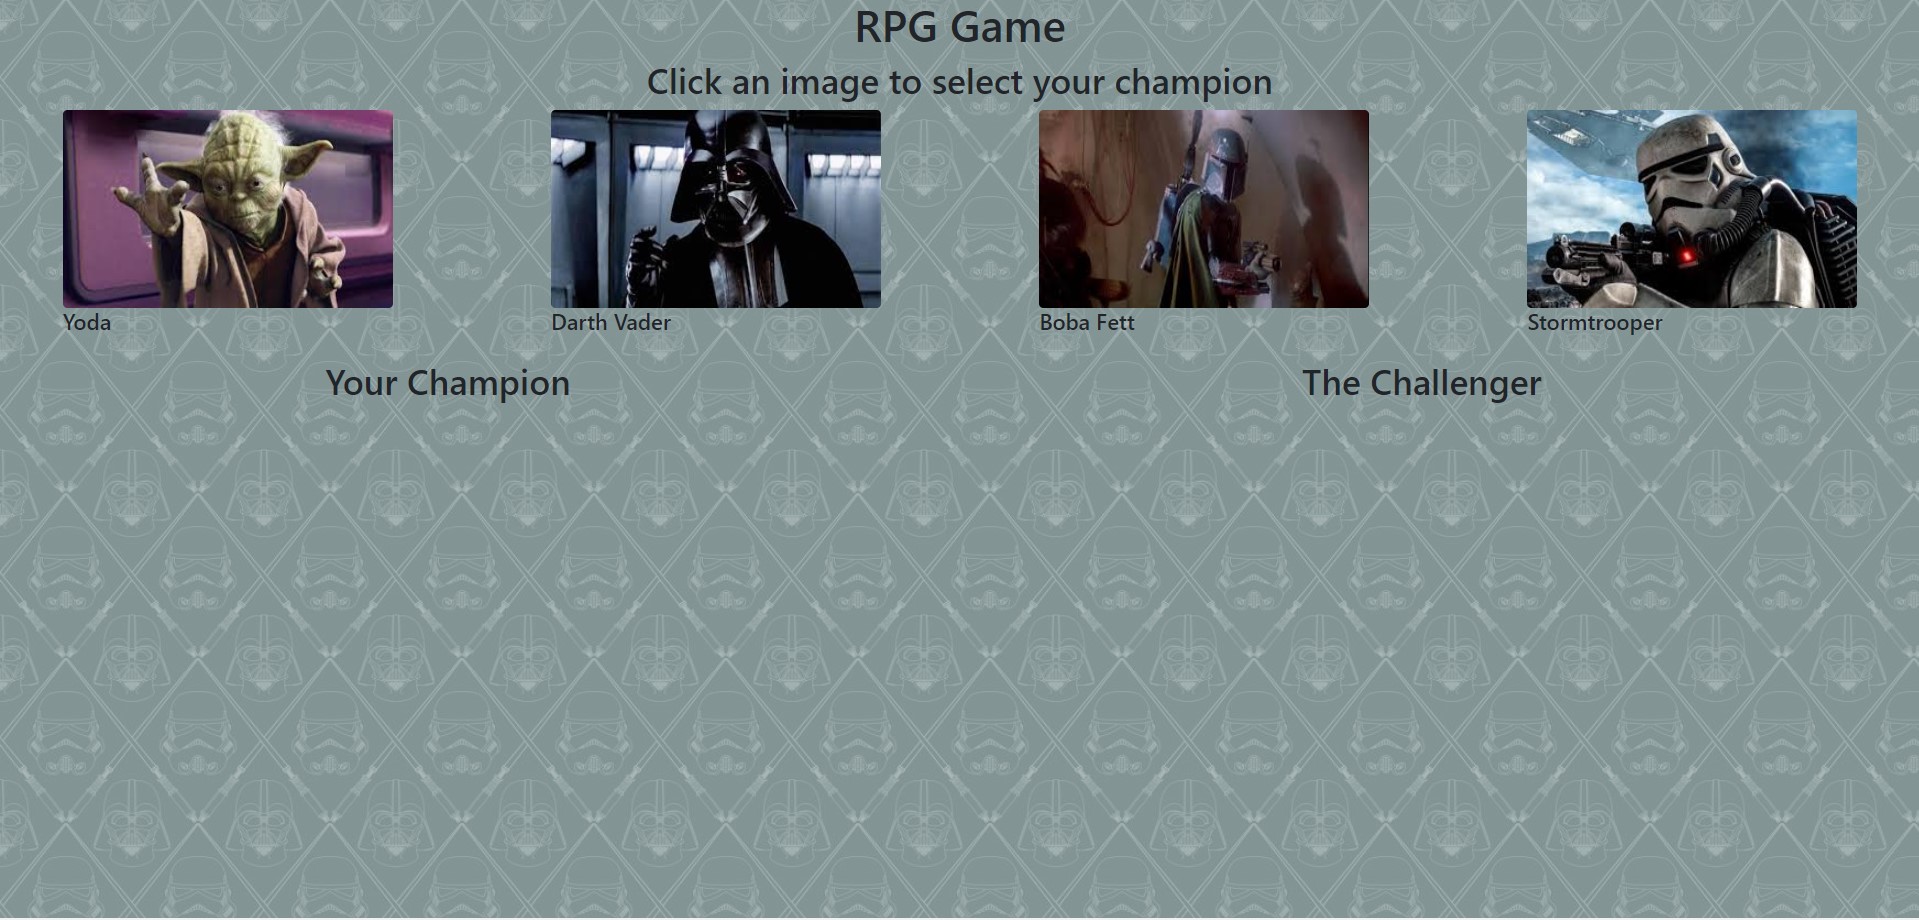 RPG Game
Click an image to select your champion
Yoda
Darth Vader
Boba Fett
Stormtrooper
Your Champion
The Challenger